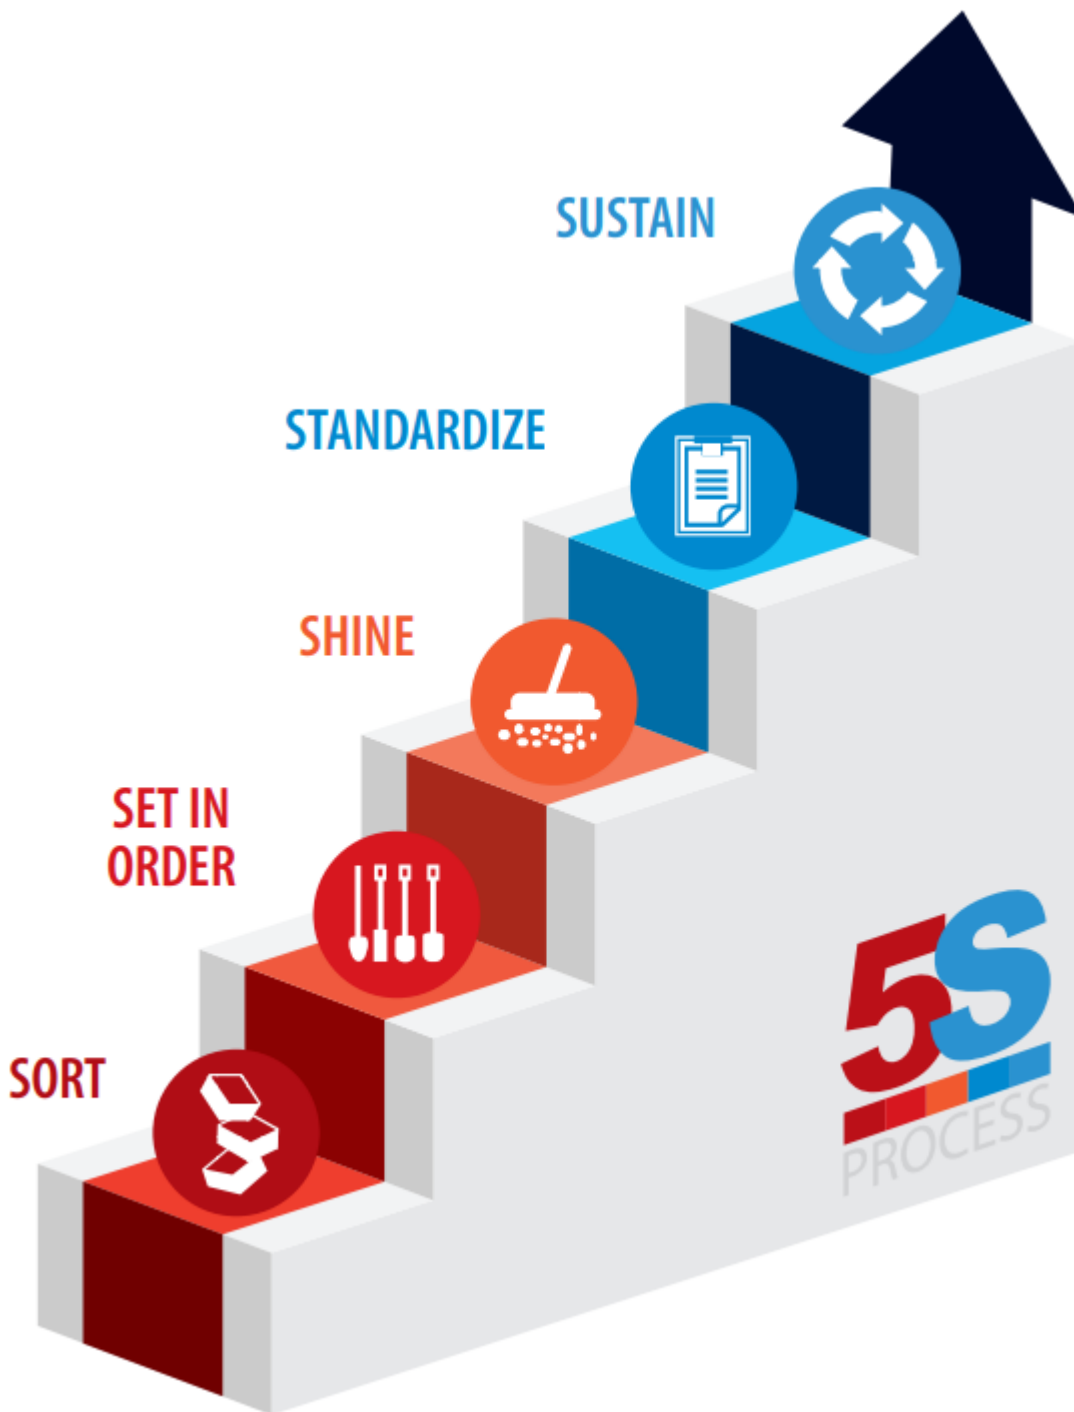 SUSTAIN
STANDARDIZE
SHINE
SET IN
ORDER
SORT
5S
PROCESS